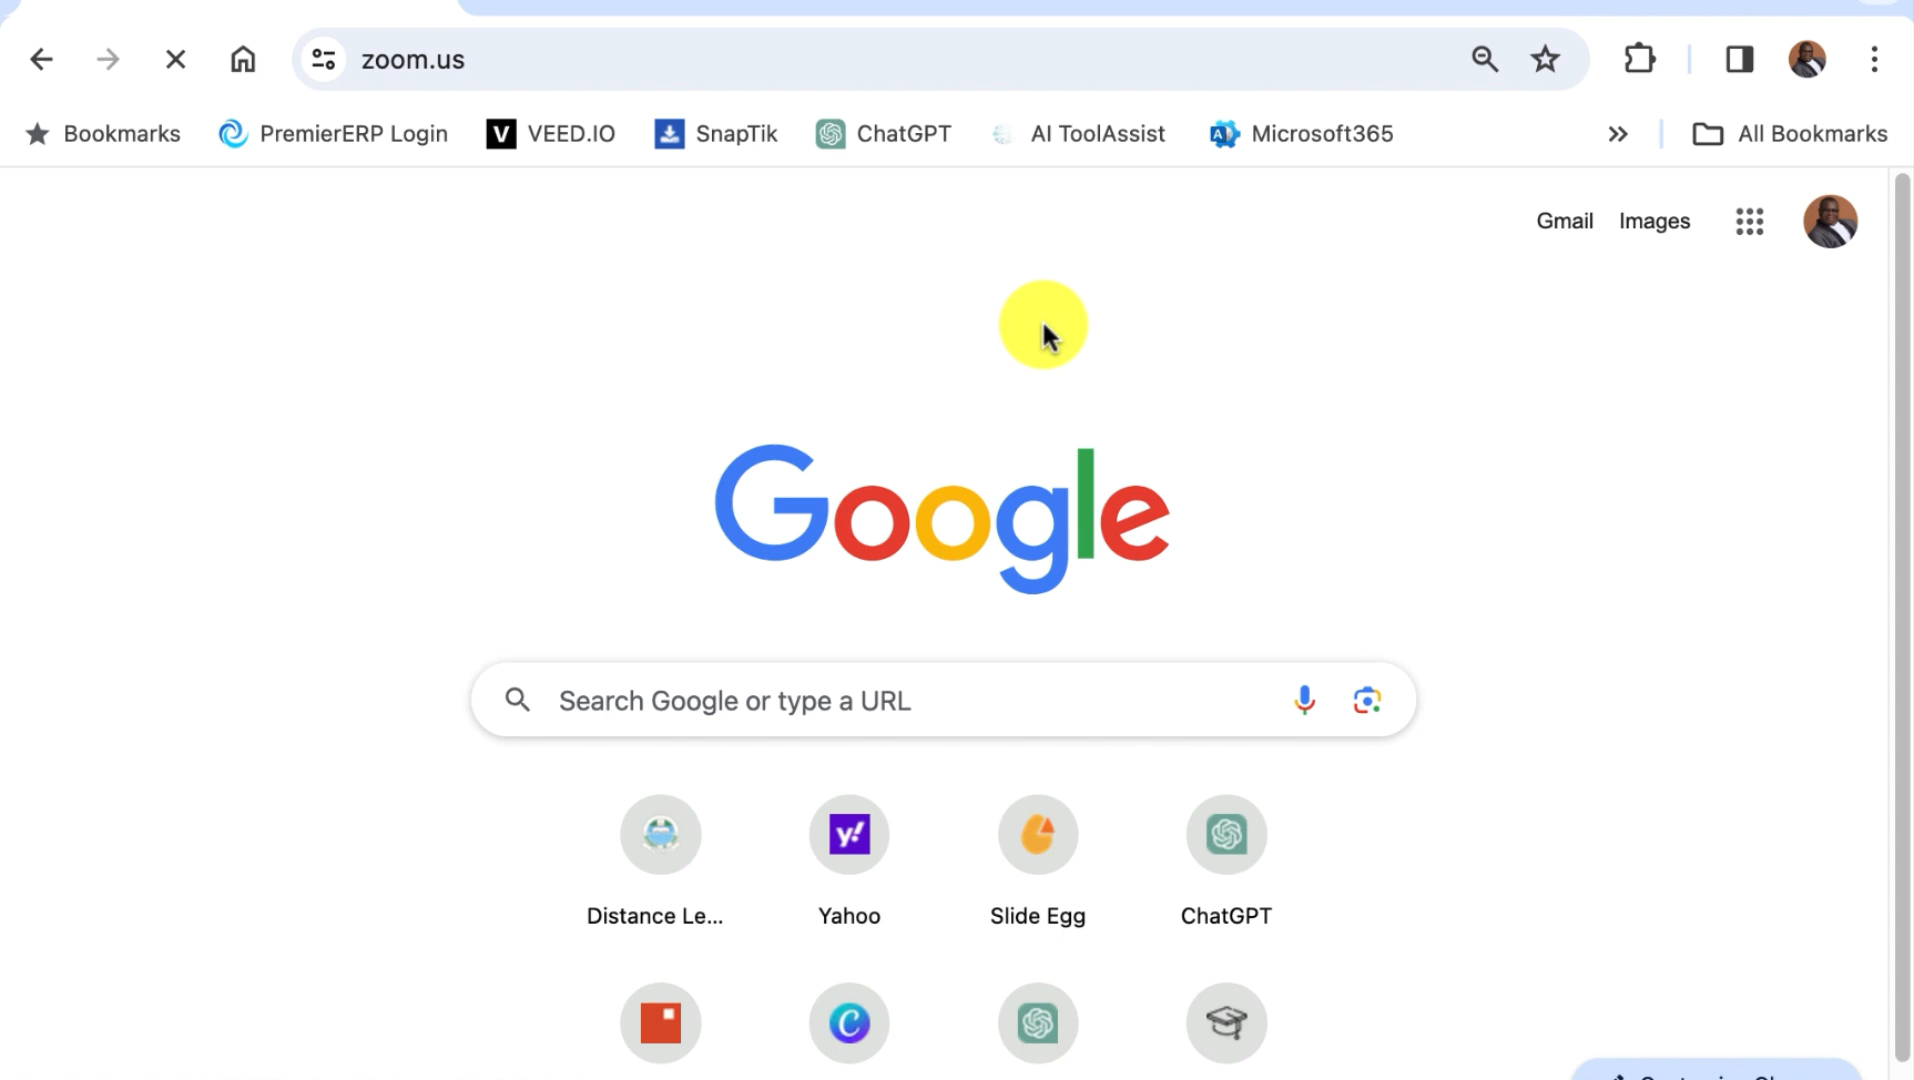 zoom.us
Bookmarks PremierERP Login V VEED.IO SnapTik ChatGPT AI ToolAssist Microsoft365 All Bookmarks
Gmail Images
Google
Search Google or type a URL
y!
Distance Le... Yahoo Slide Egg ChatGPT
C